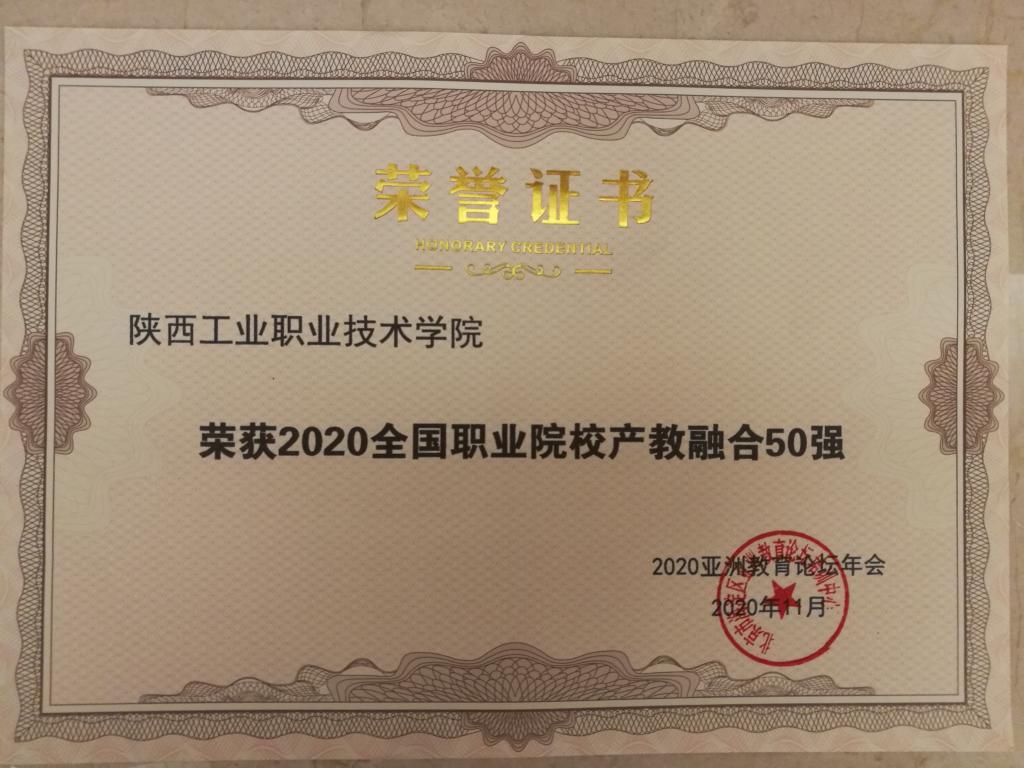 荣誉证书
HONORARY CREDENTIAL
陕西工业职业技术学院
荣获2020全国职业院校产教融合50强
2020亚洲教育论坛年会
2020年11月